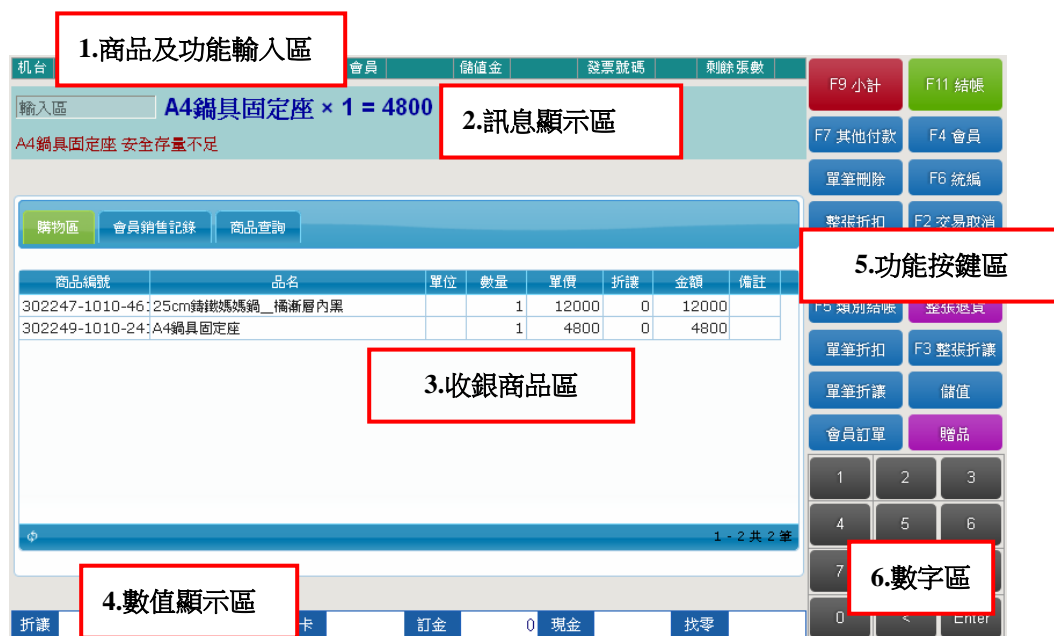 1.商品及功能輸入區
机台 會員 儲值金 發票號碼 剩餘張數
輸入區 A4鍋具固定座 × 1 = 4800
A4鍋具固定座 安全存量不足
2.訊息顯示區
購物區 會員銷售記錄 商品查詢
商品編號 品名 單位 數量 單價 折讓 金額 備註
302247-1010-461 25cm鑄鐵媽媽鍋__橘漸層內黑 1 12000 0 12000
302249-1010-241 A4鍋具固定座 1 4800 0 4800
3.收銀商品區
1 - 2 共 2 筆
4.數值顯示區
折讓 卡 訂金 0 現金 找零
F9 小計 F11 結帳
F7 其他付款 F4 會員
單筆刪除 F6 統編
整張折扣 F2 交易取消
5.功能按鍵區
F5 類別結帳 整張退貨
單筆折扣 F3 整張折讓
單筆折讓 儲值
會員訂單 贈品
1 2 3
4 5 6
7
6.數字區
0 < Enter